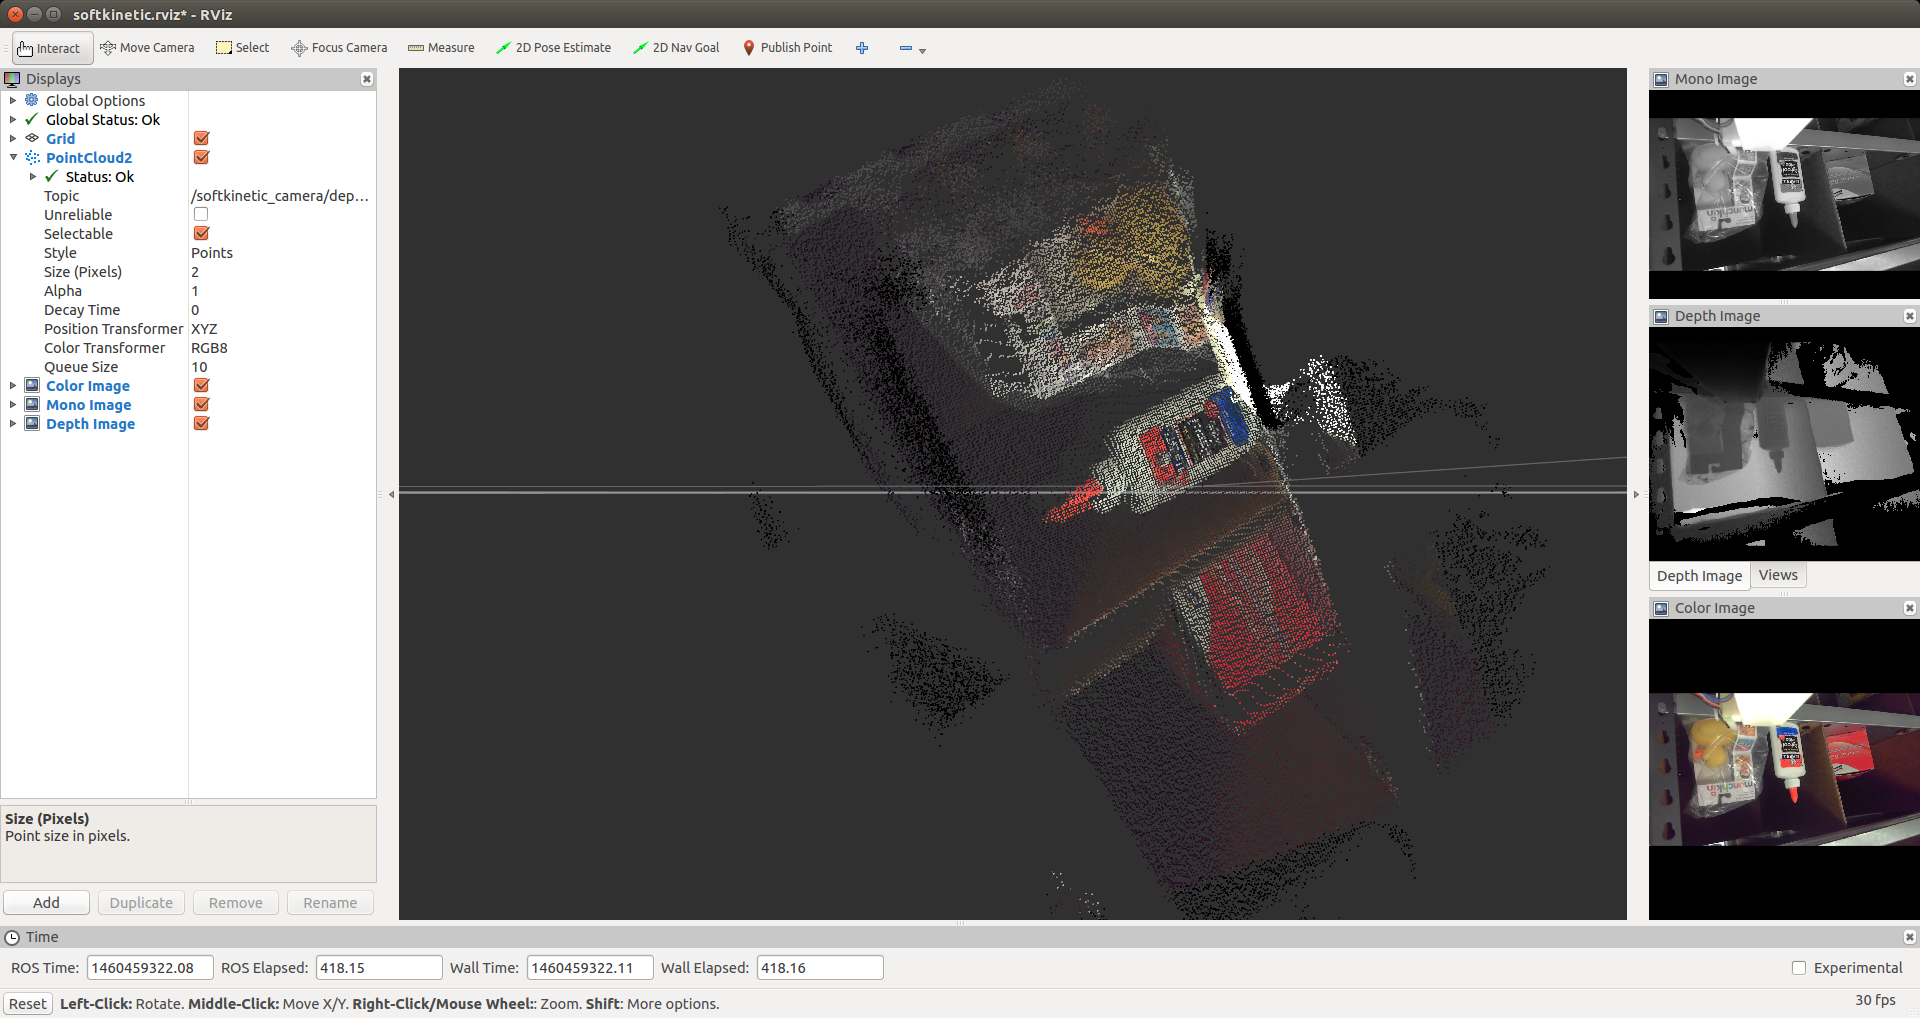 softkinetic.rviz* - RViz
Interact Move Camera Select Focus Camera Measure 2D Pose Estimate 2D Nav Goal Publish Point
Displays
Global Options
Global Status: Ok
Grid
PointCloud2
Status: Ok
Topic /softkinetic_camera/dep...
Unreliable
Selectable
Style Points
Size (Pixels) 2
Alpha 1
Decay Time 0
Position Transformer XYZ
Color Transformer RGB8
Queue Size 10
Color Image
Mono Image
Depth Image
Size (Pixels)
Point size in pixels.
Add Duplicate Remove Rename
Mono Image
munchkin
Depth Image
Depth Image Views
Color Image
munchkin
Time
ROS Time: 1460459322.08 ROS Elapsed: 418.15 Wall Time: 1460459322.11 Wall Elapsed: 418.16 Experimental
Reset Left-Click: Rotate. Middle-Click: Move X/Y. Right-Click/Mouse Wheel:: Zoom. Shift: More options. 30 fps